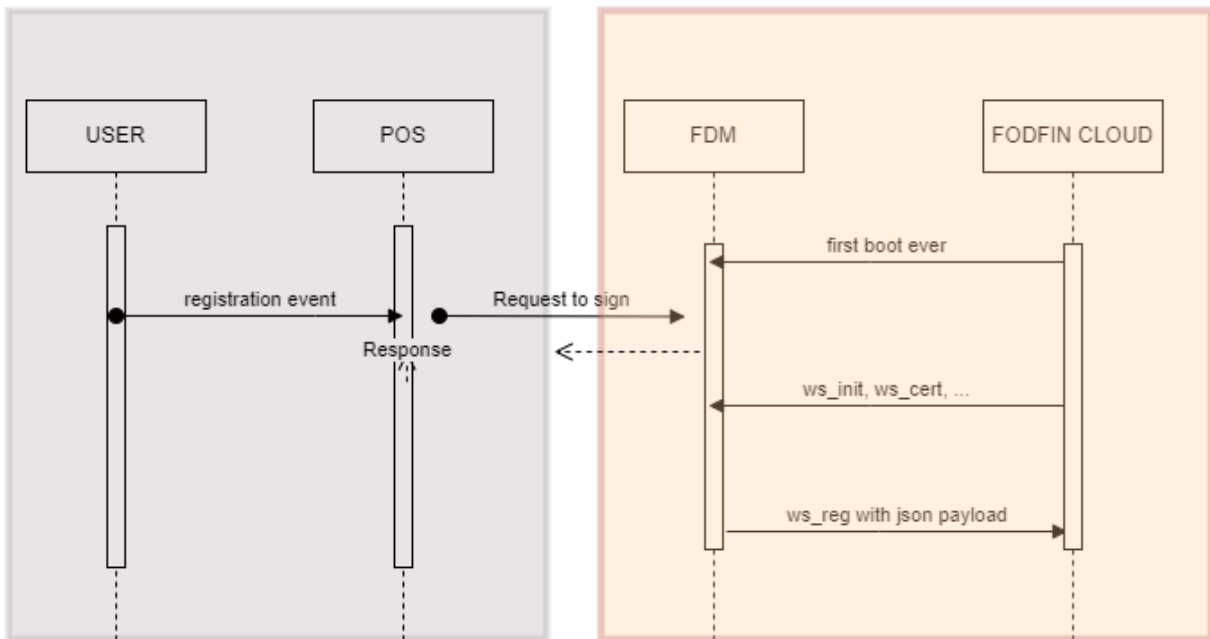 USER
POS
FDM
FODFIN CLOUD
first boot ever
registration event
Request to sign
Response
ws_init, ws_cert, ...
ws_reg with json payload